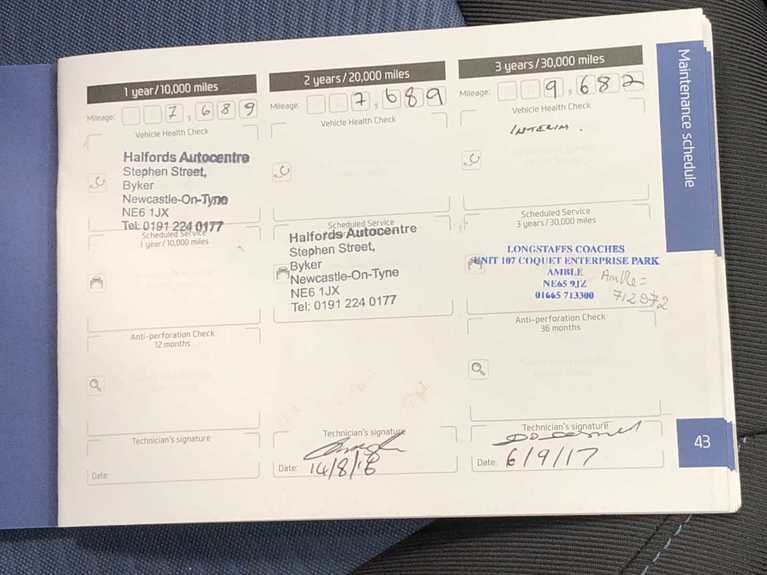 1 year/10,000 miles
Mileage: 7,689
Vehicle Health Check
Halfords Autocentre
Stephen Street,
Byker
Newcastle-On-Tyne
NE6 1JX
Tel: 0191 224 0177
Scheduled Service
1 year/10,000 miles
Anti-perforation Check
12 months
Technician's signature
Date:
2 years/20,000 miles
Mileage: 7,689
Vehicle Health Check
Halfords Autocentre
Stephen Street,
Byker
Newcastle-On-Tyne
NE6 1JX
Tel: 0191 224 0177
Technician's signature
Date: 14/8/16
3 years/30,000 miles
Mileage: 9,682
Vehicle Health Check
INTERIM.
Scheduled Service
3 years/30,000 miles
LONGSTAFFS COACHES
UNIT 107 COQUET ENTERPRISE PARK
AMBLE
NE65 9JZ
01665 713300
Amble=
712972
Anti-perforation Check
36 months
Technician's signature
Date: 6/9/17
Maintenance schedule
43